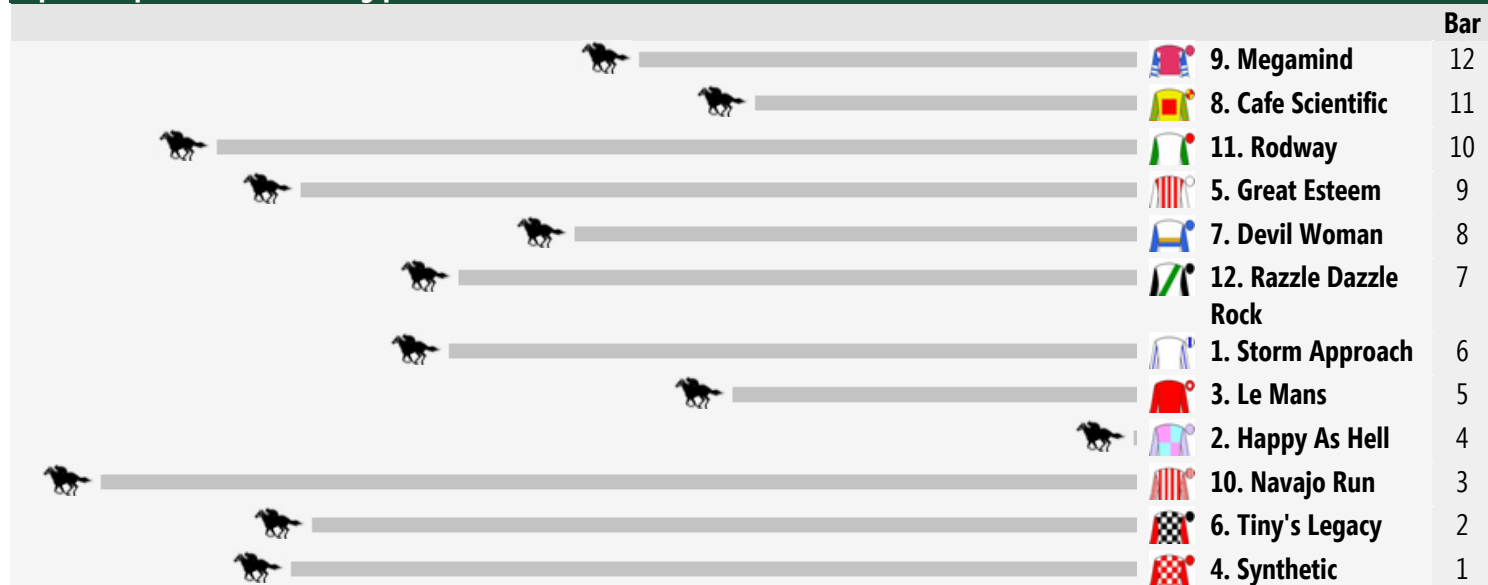 Bar
9. Megamind 12
8. Cafe Scientific 11
11. Rodway 10
5. Great Esteem 9
7. Devil Woman 8
12. Razzle Dazzle 7
Rock
1. Storm Approach 6
3. Le Mans 5
2. Happy As Hell 4
10. Navajo Run 3
6. Tiny's Legacy 2
4. Synthetic 1